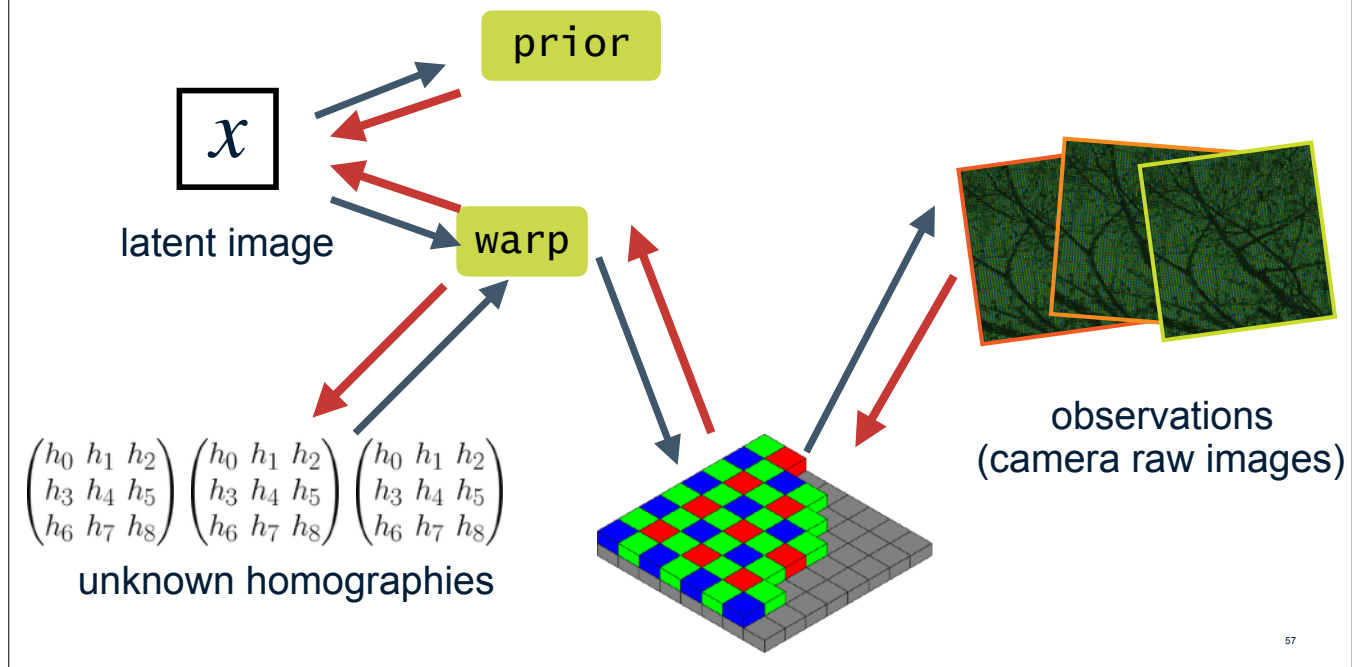 prior
x
latent image
warp
observations
(camera raw images)
h0 h1 h2 h0 h1 h2 h0 h1 h2
h3 h4 h5 h3 h4 h5 h3 h4 h5
h6 h7 h8 h6 h7 h8 h6 h7 h8
unknown homographies
57